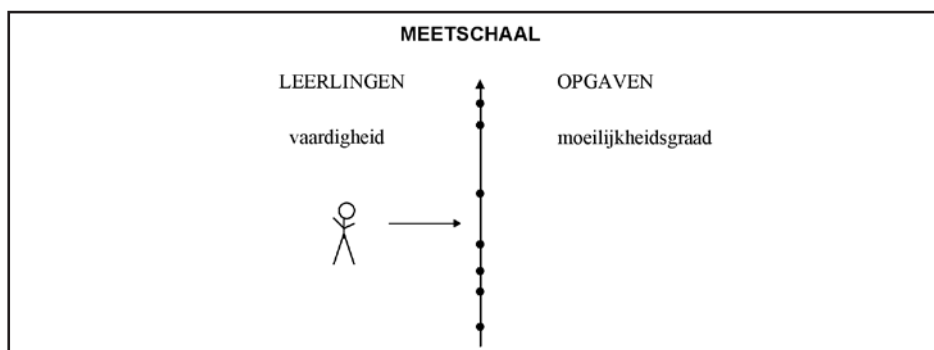 MEETSCHAAL
LEERLINGEN OPGAVEN
vaardigheid moeilijkheidsgraad